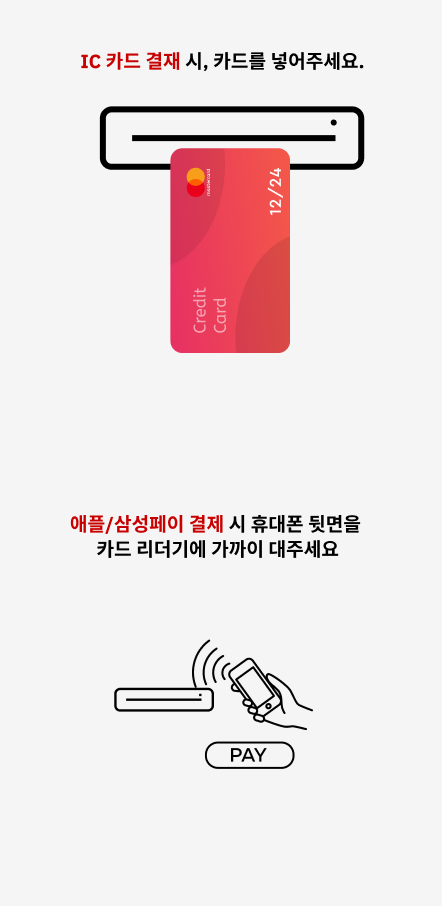 IC 카드 결재 시, 카드를 넣어주세요.
mastercard
12/24
Credit
Card
애플/삼성페이 결제 시 휴대폰 뒷면을
카드 리더기에 가까이 대주세요
PAY